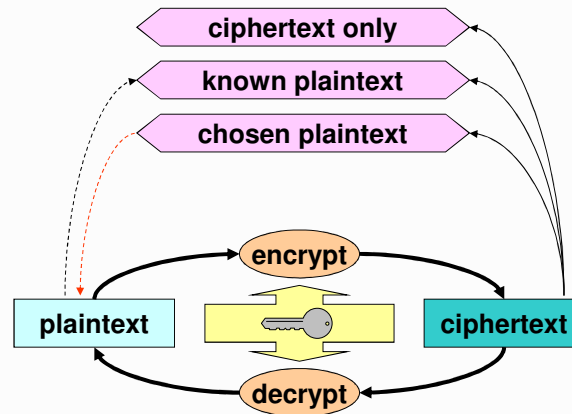 ciphertext only
known plaintext
chosen plaintext
encrypt
plaintext
ciphertext
decrypt